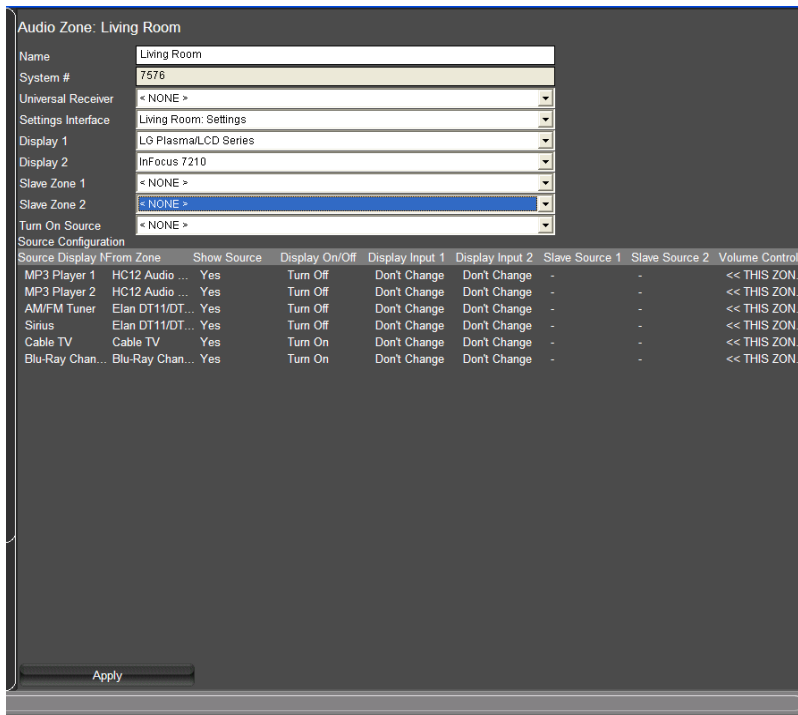 Audio Zone: Living Room
Name Living Room
System # 7576
Universal Receiver < NONE >
Settings Interface Living Room: Settings
Display 1 LG Plasma/LCD Series
Display 2 InFocus 7210
Slave Zone 1 < NONE >
Slave Zone 2 < NONE >
Turn On Source < NONE >
Source Configuration
Source Display N From Zone Show Source Display On/Off Display Input 1 Display Input 2 Slave Source 1 Slave Source 2 Volume Control
MP3 Player 1 HC12 Audio ... Yes Turn Off Don't Change Don't Change - - << THIS ZON.
MP3 Player 2 HC12 Audio ... Yes Turn Off Don't Change Don't Change - - << THIS ZON.
AM/FM Tuner Elan DT11/DT... Yes Turn Off Don't Change Don't Change - - << THIS ZON.
Sirius Elan DT11/DT... Yes Turn Off Don't Change Don't Change - - << THIS ZON.
Cable TV Cable TV Yes Turn On Don't Change Don't Change - - << THIS ZON.
Blu-Ray Chan... Blu-Ray Chan... Yes Turn On Don't Change Don't Change - - << THIS ZON.
Apply